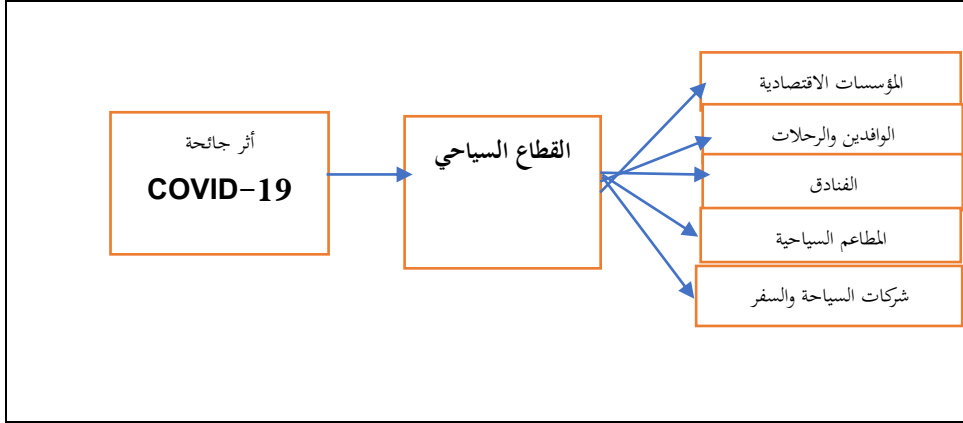 أثر جائحة
COVID-19
القطاع السياحي
المؤسسات الاقتصادية
الوافدين والرحلات
الفنادق
المطاعم السياحية
شركات السياحة والسفر